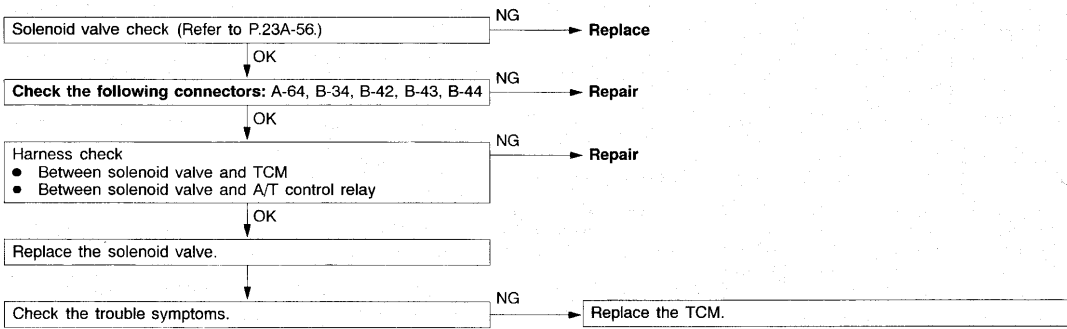 Solenoid valve check (Refer to P.23A-56.)
NG
Replace
OK
Check the following connectors: A-64, B-34, B-42, B-43, B-44
NG
Repair
OK
Harness check
● Between solenoid valve and TCM
● Between solenoid valve and A/T control relay
NG
Repair
OK
Replace the solenoid valve.
Check the trouble symptoms.
NG
Replace the TCM.